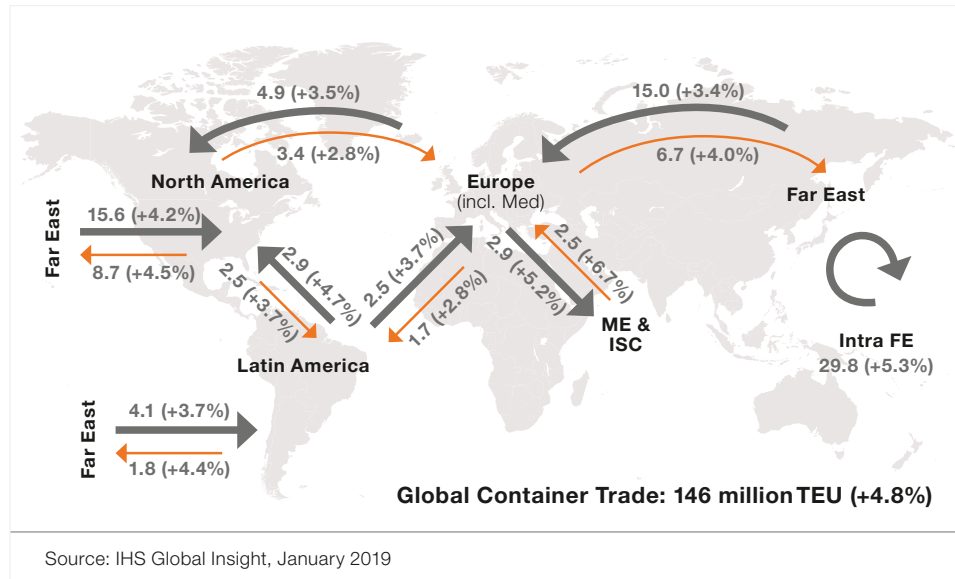 4.9 (+3.5%)
15.0 (+3.4%)
3.4 (+2.8%)
6.7 (+4.0%)
North America
Europe
(incl. Med)
Far East
Far East
15.6 (+4.2%)
8.7 (+4.5%)
2.9 (+4.7%)
2.5 (+3.7%)
2.5 (+3.7%)
1.7 (+2.8%)
2.5 (+6.7%)
2.9 (+5.2%)
ME &
ISC
Latin America
Intra FE
29.8 (+5.3%)
Far East
4.1 (+3.7%)
1.8 (+4.4%)
Global Container Trade: 146 million TEU (+4.8%)
Source: IHS Global Insight, January 2019